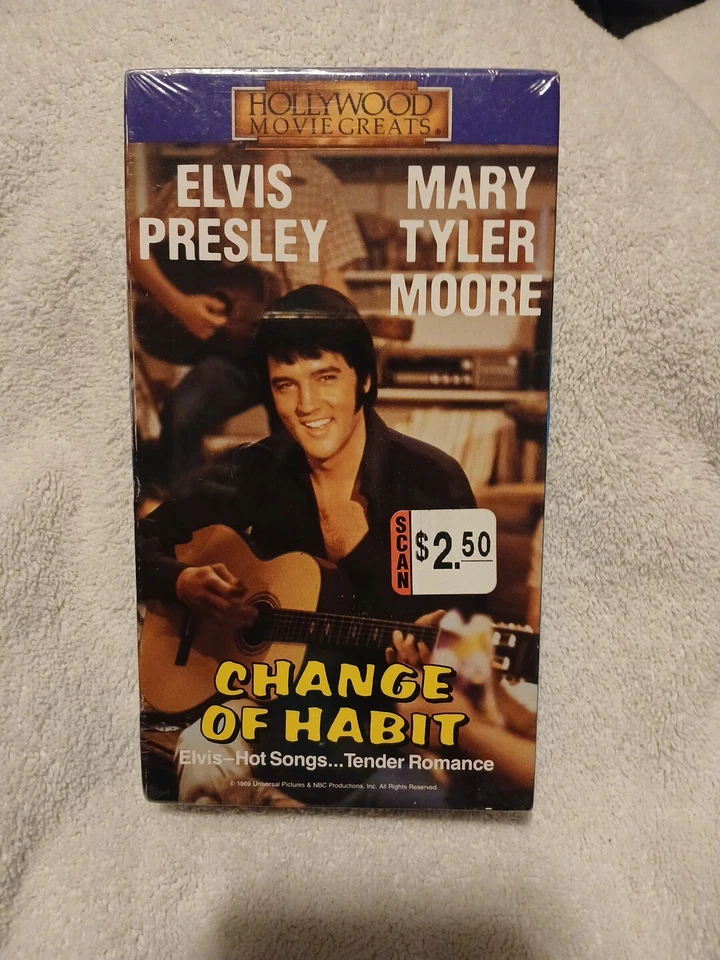 HOLLYWOOD
MOVIE GREATS®
ELVIS
PRESLEY
MARY
TYLER
MOORE
SCAN
$2.50
CHANGE
OF HABIT
Elvis–Hot Songs...Tender Romance
© 1969 Universal Pictures & NBC Productions, Inc. All Rights Reserved.